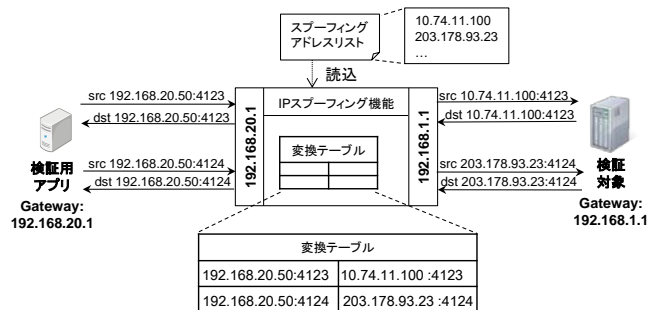 スプーフィング
アドレスリスト
10.74.11.100
203.178.93.23
…
読込
src 192.168.20.50:4123
dst 192.168.20.50:4123
src 192.168.20.50:4124
dst 192.168.20.50:4124
検証用
アプリ
Gateway:
192.168.20.1
192.168.20.1
IPスプーフィング機能
変換テーブル
192.168.1.1
src 10.74.11.100:4123
dst 10.74.11.100:4123
src 203.178.93.23:4124
dst 203.178.93.23:4124
検証
対象
Gateway:
192.168.1.1
変換テーブル
192.168.20.50:4123 10.74.11.100 :4123
192.168.20.50:4124 203.178.93.23 :4124